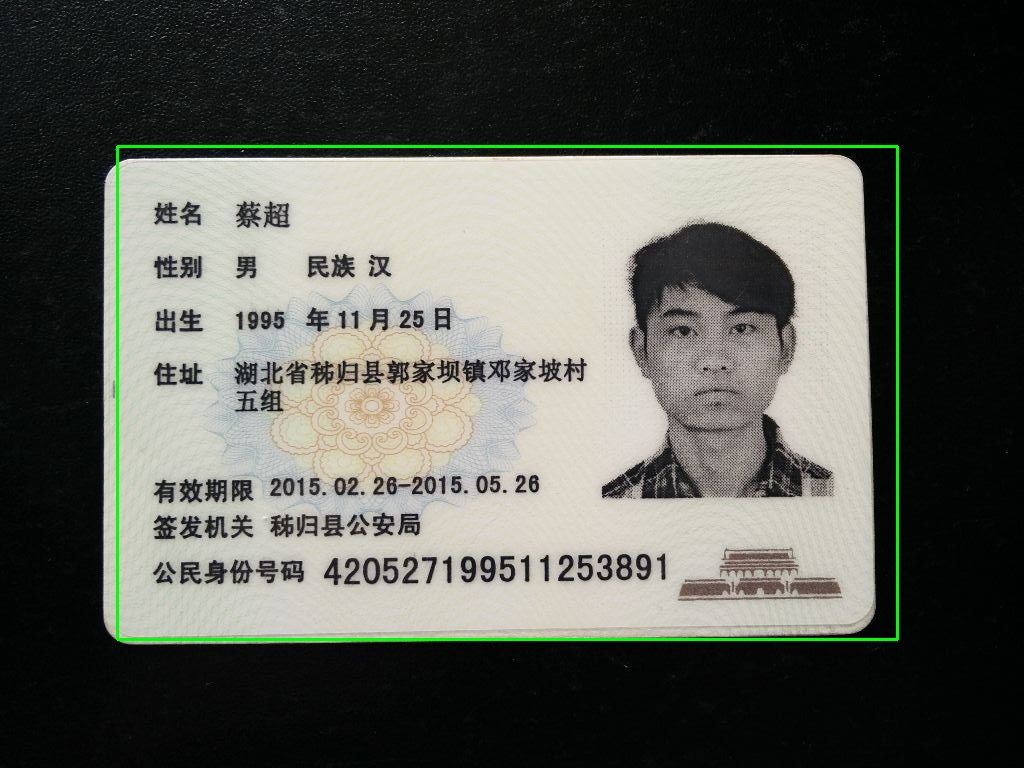 姓名 蔡超
性别 男 民族 汉
出生 1995 年 11 月 25 日
住址 湖北省秭归县郭家坝镇邓家坡村
五组
有效期限 2015.02.26-2015.05.26
签发机关 秭归县公安局
公民身份号码 420527199511253891